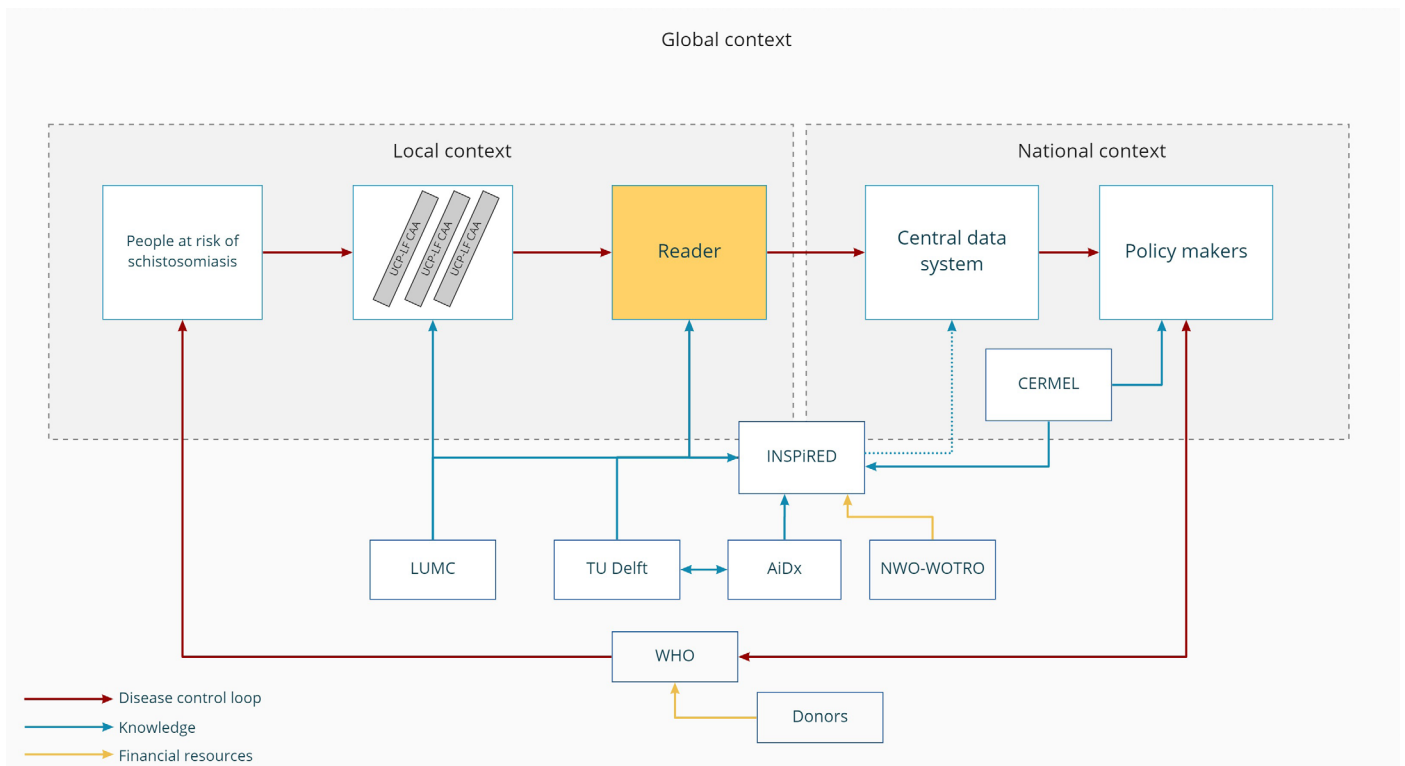 Global context
Local context
National context
People at risk of
schistosomiasis
UCP-LF CAA
UCP-LF CAA
UCP-LF CAA
Reader
Central data
system
Policy makers
CERMEL
INSPiRED
LUMC
TU Delft
AiDx
NWO-WOTRO
WHO
Donors
Disease control loop
Knowledge
Financial resources